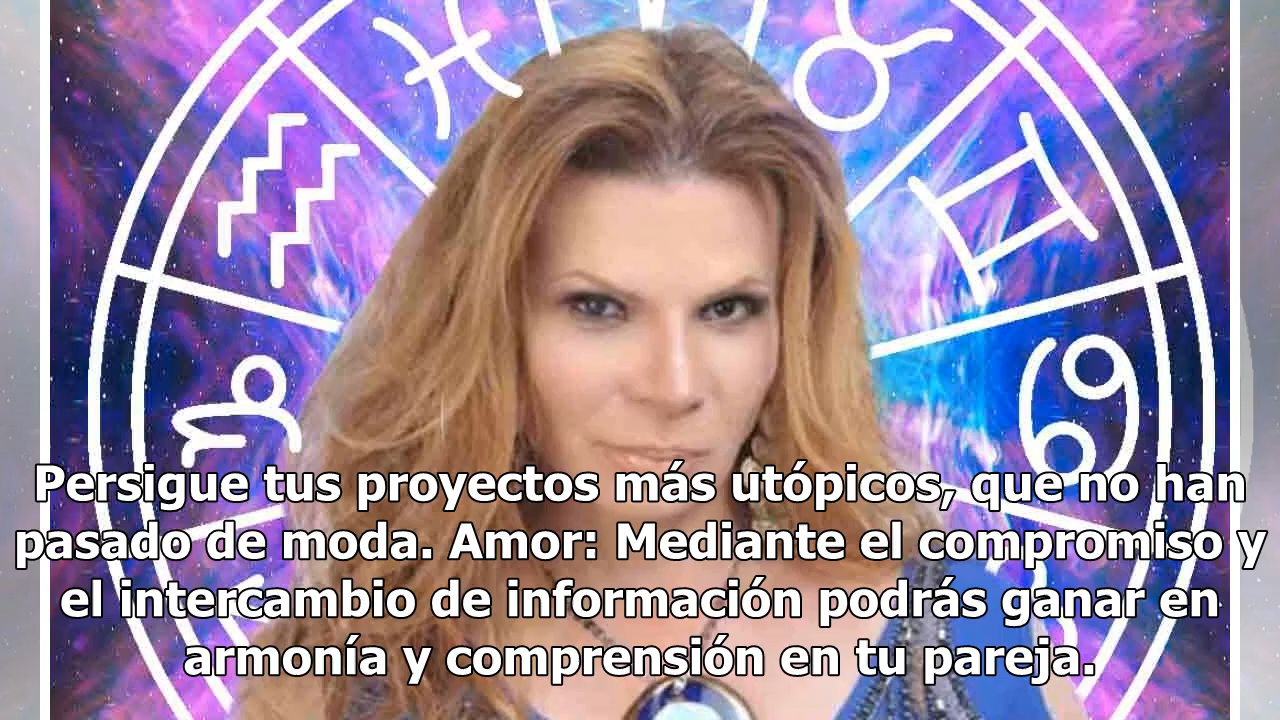 Persigue tus proyectos más utópicos, que no han
pasado de moda. Amor: Mediante el compromiso y
el intercambio de información podrás ganar en
armonía y comprensión en tu pareja.